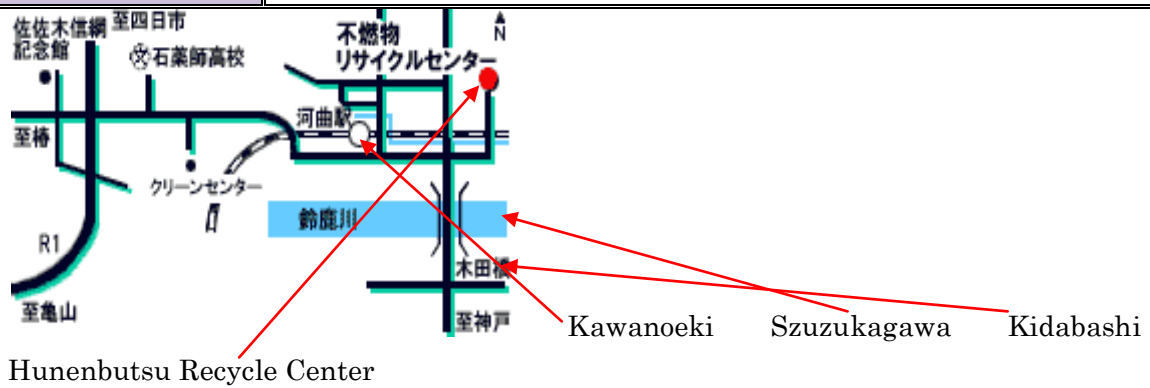 佐佐木信綱
記念館
至四日市
石薬師高校
不燃物
リサイクルセンター
N
河曲駅
至椿
クリーンセンター
鈴鹿川
R1
木田橋
至亀山
至神戸
Kawanoeki Szuzukagawa Kidabashi
Hunenbutsu Recycle Center